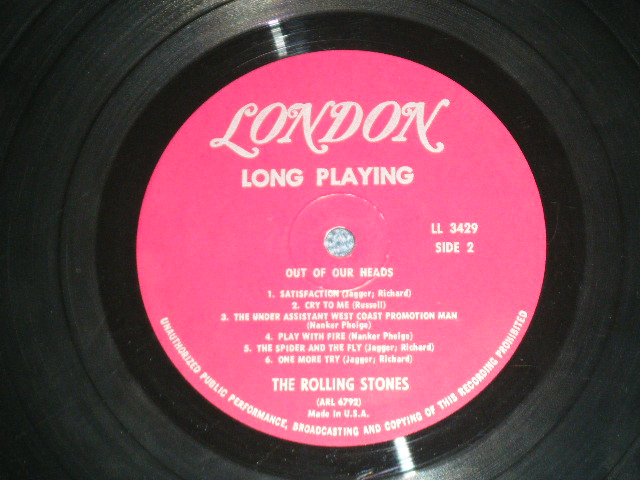 LONDON
LONG PLAYING
LL 3429
SIDE 2
OUT OF OUR HEADS
1. SATISFACTION (Jagger; Richard)
2. CRY TO ME (Russell)
3. THE UNDER ASSISTANT WEST COAST PROMOTION MAN
(Nanker Phelge)
4. PLAY WITH FIRE (Nanker Phelge)
5. THE SPIDER AND THE FLY (Jagger; Richard)
6. ONE MORE TRY (Jagger; Richard)
THE ROLLING STONES
(ARL 6792)
Made in U.S.A.
UNAUTHORIZED PUBLIC PERFORMANCE, BROADCASTING AND COPYING OF THIS RECORDING PROHIBITED